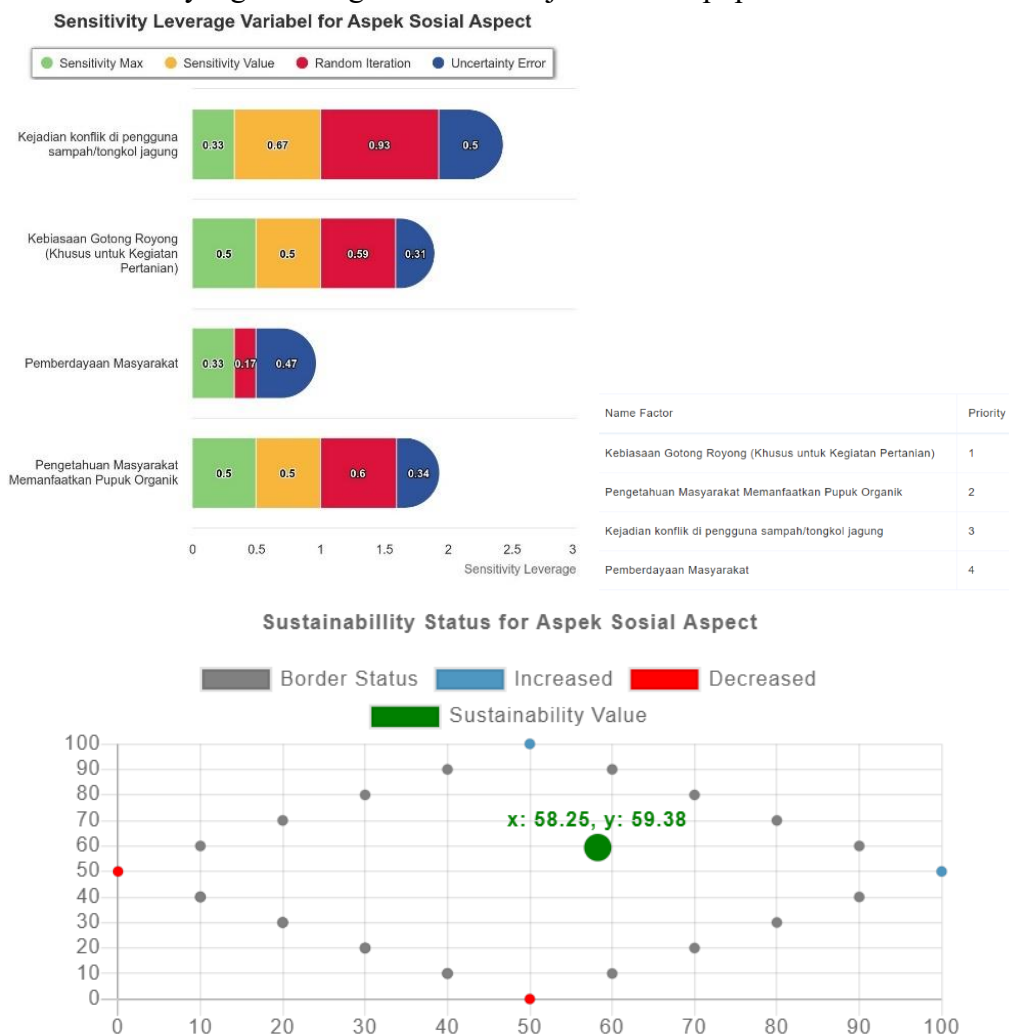 Sensitivity Leverage Variabel for Aspek Sosial Aspect
Sensitivity Max Sensitivity Value Random Iteration Uncertainty Error
Kejadian konflik di pengguna
sampah/tongkol jagung
0.33 0.67 0.93 0.5
Kebiasaan Gotong Royong
(Khusus untuk Kegiatan
Pertanian)
0.5 0.5 0.59 0.31
Pemberdayaan Masyarakat
0.33 0.17 0.47
Pengetahuan Masyarakat
Memanfaatkan Pupuk Organik
0.5 0.5 0.6 0.34
0 0.5 1 1.5 2 2.5 3
Sensitivity Leverage
Name Factor Priority
Kebiasaan Gotong Royong (Khusus untuk Kegiatan Pertanian) 1
Pengetahuan Masyarakat Memanfaatkan Pupuk Organik 2
Kejadian konflik di pengguna sampah/tongkol jagung 3
Pemberdayaan Masyarakat 4
Sustainabillity Status for Aspek Sosial Aspect
Border Status Increased Decreased
Sustainability Value
100
90
80
70
60
50
40
30
20
10
0
x: 58.25, y: 59.38
0 10 20 30 40 50 60 70 80 90 100